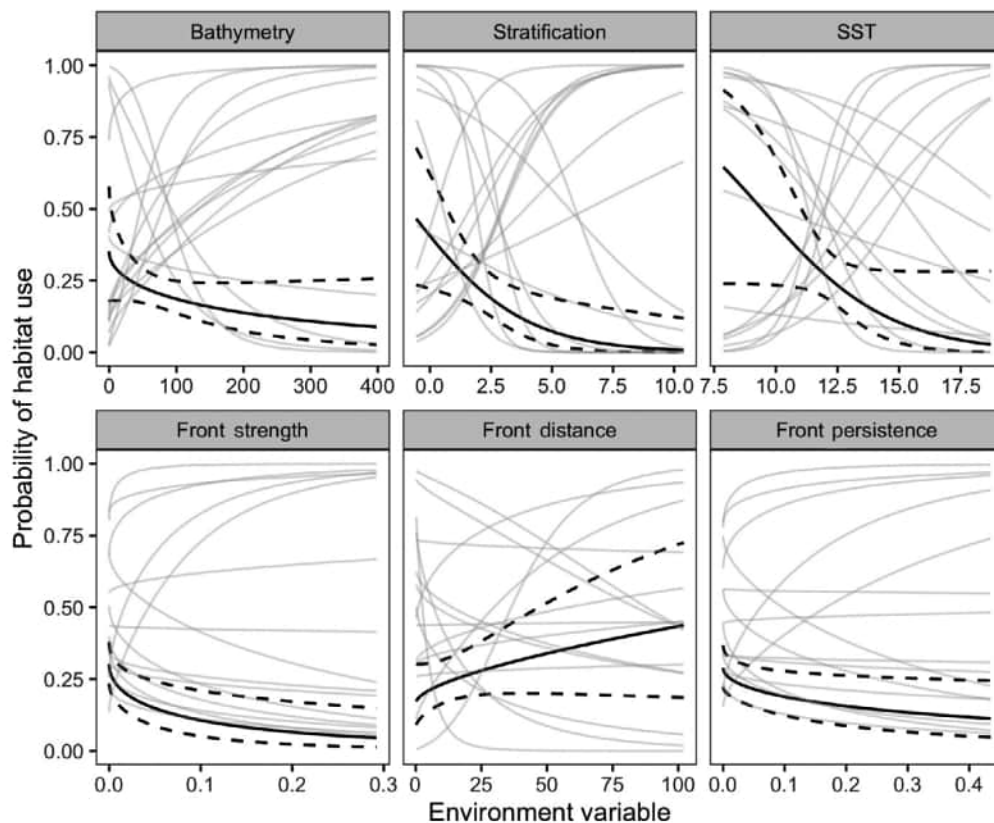 Bathymetry Stratification SST
1.00
0.75
0.50
0.25
0.00
0 100 200 300 400 0.0 2.5 5.0 7.5 10.0 7.5 10.0 12.5 15.0 17.5
Front strength Front distance Front persistence
1.00
0.75
0.50
0.25
0.00
0.0 0.1 0.2 0.3 0 25 50 75 100 0.0 0.1 0.2 0.3 0.4
Probability of habitat use
Environment variable